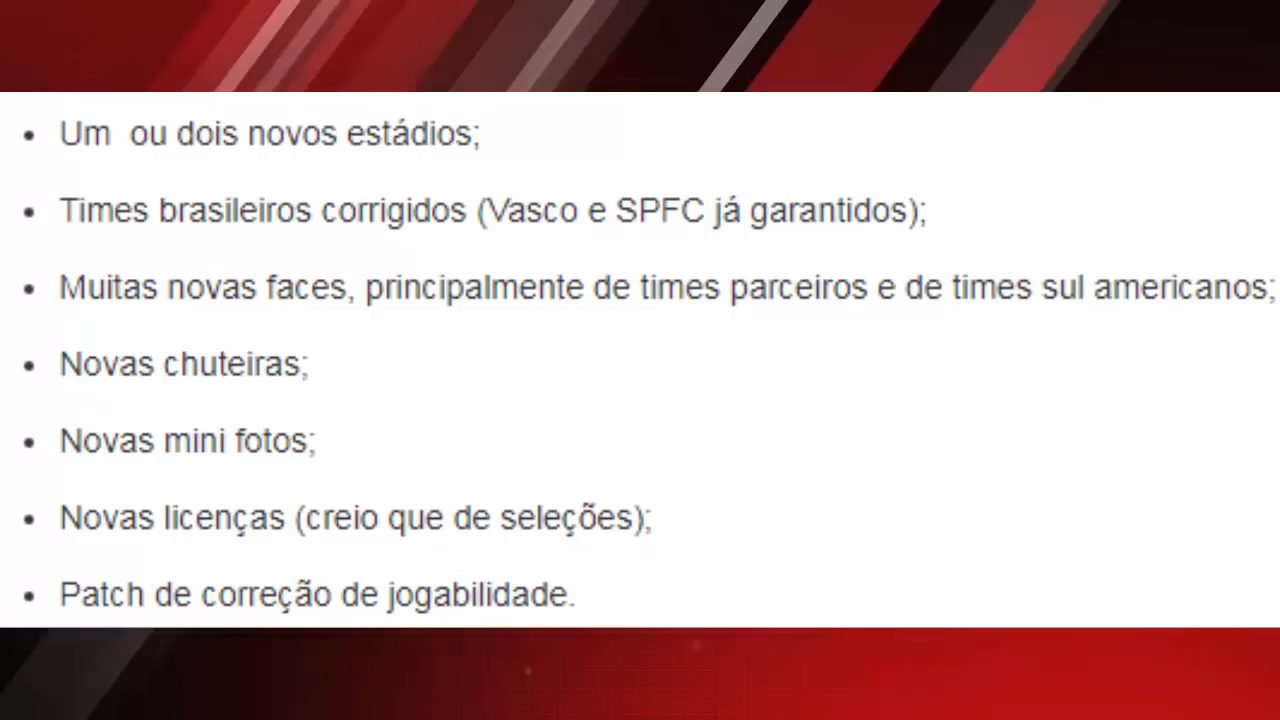 • Um  ou dois novos estádios;
• Times brasileiros corrigidos (Vasco e SPFC já garantidos);
• Muitas novas faces, principalmente de times parceiros e de times sul americanos;
• Novas chuteiras;
• Novas mini fotos;
• Novas licenças (creio que de seleções);
• Patch de correção de jogabilidade.